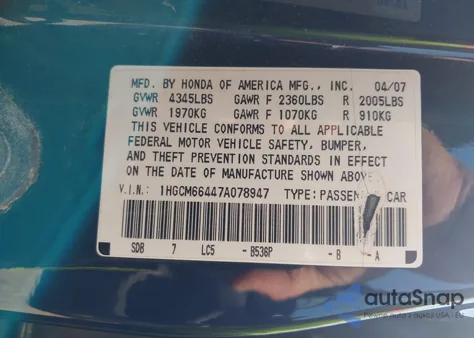 MFD. BY HONDA OF AMERICA MFG., INC. 04/07
GVWR 4345LBS GAWR F 2360LBS R 2005LBS
GVWR 1970KG GAWR F 1070KG R 910KG
THIS VEHICLE CONFORMS TO ALL APPLICABLE
FEDERAL MOTOR VEHICLE SAFETY, BUMPER,
AND THEFT PREVENTION STANDARDS IN EFFECT
ON THE DATE OF MANUFACTURE SHOWN ABOVE
V.I.N.: 1HGCM66447A078947 TYPE: CAR
SDB 7 LC5 -B536P -B -A
autoSnap